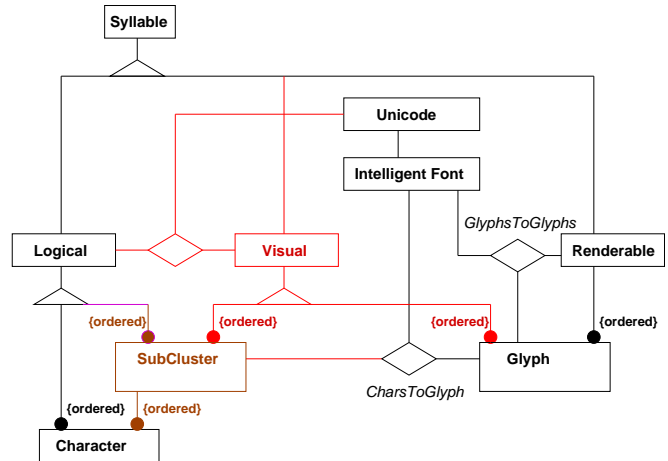 Syllable
Unicode
Intelligent Font
GlyphsToGlyphs
Logical
Visual
Renderable
{ordered}
{ordered}
{ordered}
{ordered}
SubCluster
Glyph
CharsToGlyph
{ordered}
{ordered}
Character